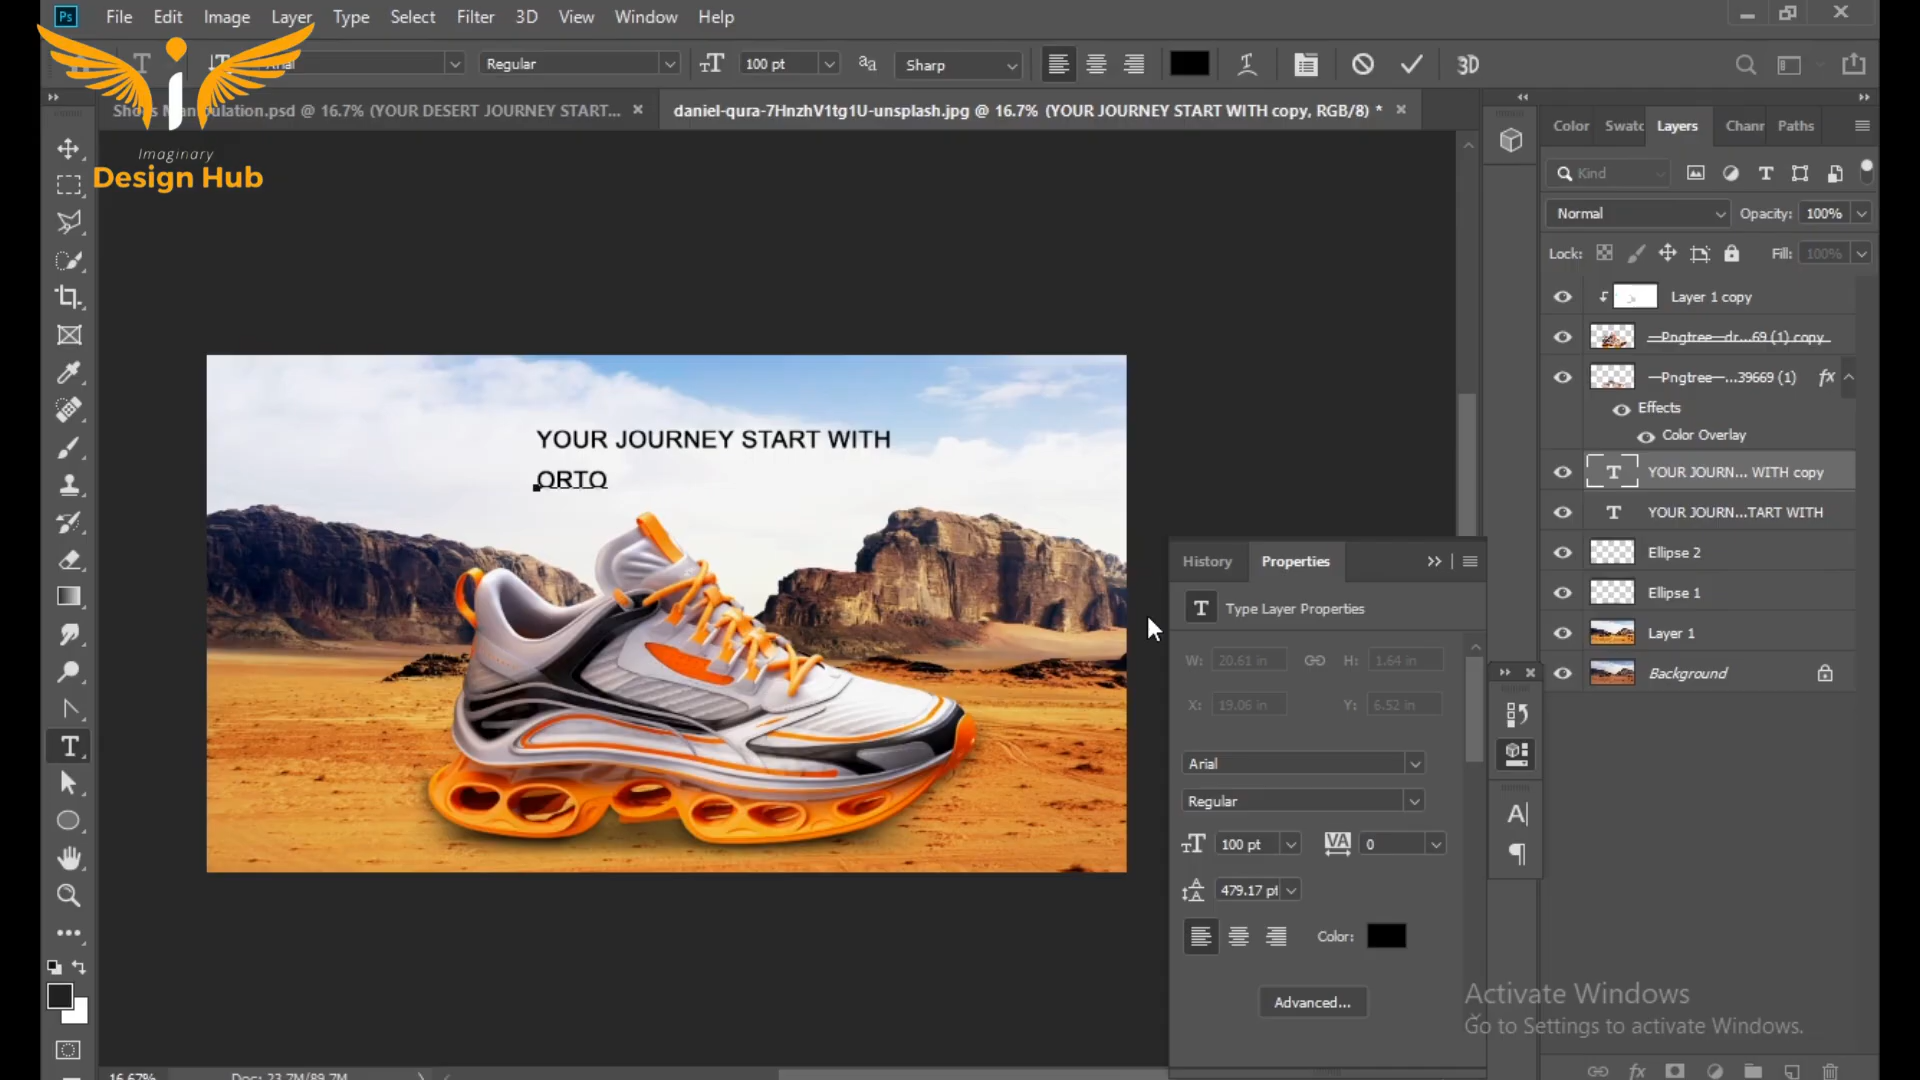 Ps File Edit Image Layer Type Select Filter 3D View Window Help
Regular 100 pt Sharp 3D
Imaginary
Design Hub
ulation.psd @ 16.7% (YOUR DESERT JOURNEY START...
daniel-qura-7HnzhV1tg1U-unsplash.jpg @ 16.7% (YOUR JOURNEY START WITH copy, RGB/8) *
Color Swatc Layers Chann Paths
Kind
Normal Opacity: 100%
Lock: Fill: 100%
Layer 1 copy
—Pngtree—dr...69 (1) copy
—Pngtree—...39669 (1) fx
Effects
Color Overlay
YOUR JOURN... WITH copy
YOUR JOURN...TART WITH
Ellipse 2
Ellipse 1
Layer 1
Background
YOUR JOURNEY START WITH
ORTO
History Properties
Type Layer Properties
W: 20.61 in H: 1.64 in
X: 19.06 in Y: 6.52 in
Arial
Regular
100 pt VA 0
479.17 pt
Color:
Advanced...
Activate Windows
Go to Settings to activate Windows.
16.67% Doc: 23.7M/89.7M